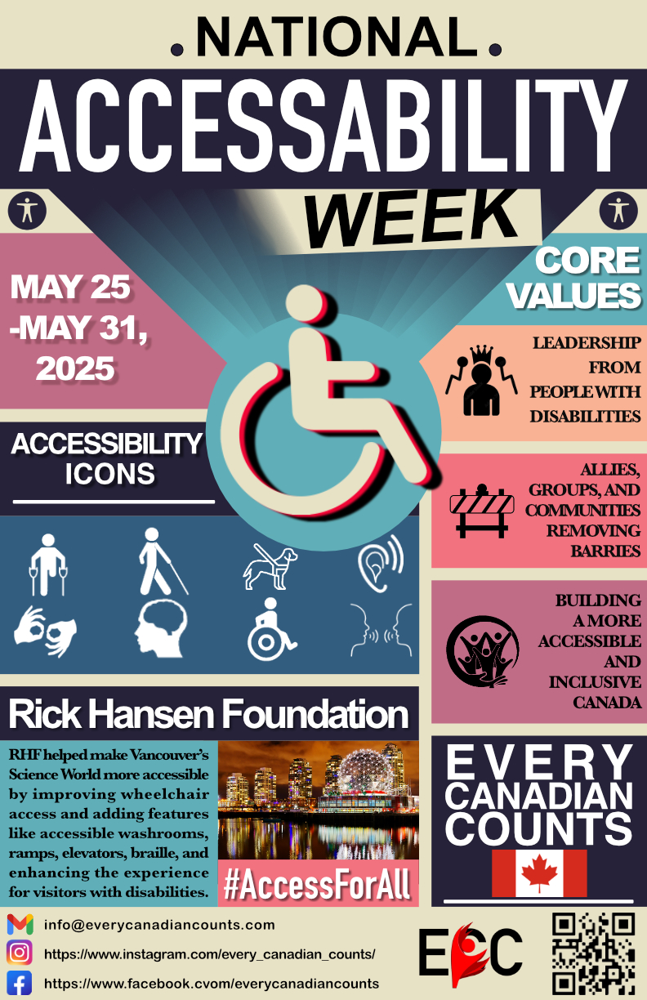 . NATIONAL .
ACCESSABILITY
WEEK
MAY 25
-MAY 31,
2025
CORE
VALUES
LEADERSHIP
FROM
PEOPLE WITH
DISABILITIES
ACCESSIBILITY
ICONS
ALLIES,
GROUPS, AND
COMMUNITIES
REMOVING
BARRIES
BUILDING
A MORE
ACCESSIBLE
AND
INCLUSIVE
CANADA
Rick Hansen Foundation
RHF helped make Vancouver's
Science World more accessible
by improving wheelchair
access and adding features
like accessible washrooms,
ramps, elevators, braille, and
enhancing the experience
for visitors with disabilities.
#AccessForAll
EVERY
CANADIAN
COUNTS
info@everycanadiancounts.com
https://www.instagram.com/every_canadian_counts/
https://www.facebook.cvom/everycanadiancounts
ECC